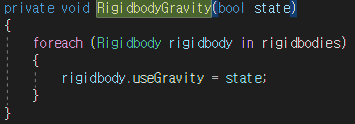 private void RigidbodyGravity(bool state)
{
foreach (Rigidbody rigidbody in rigidbodies)
{
rigidbody.useGravity = state;
}
}